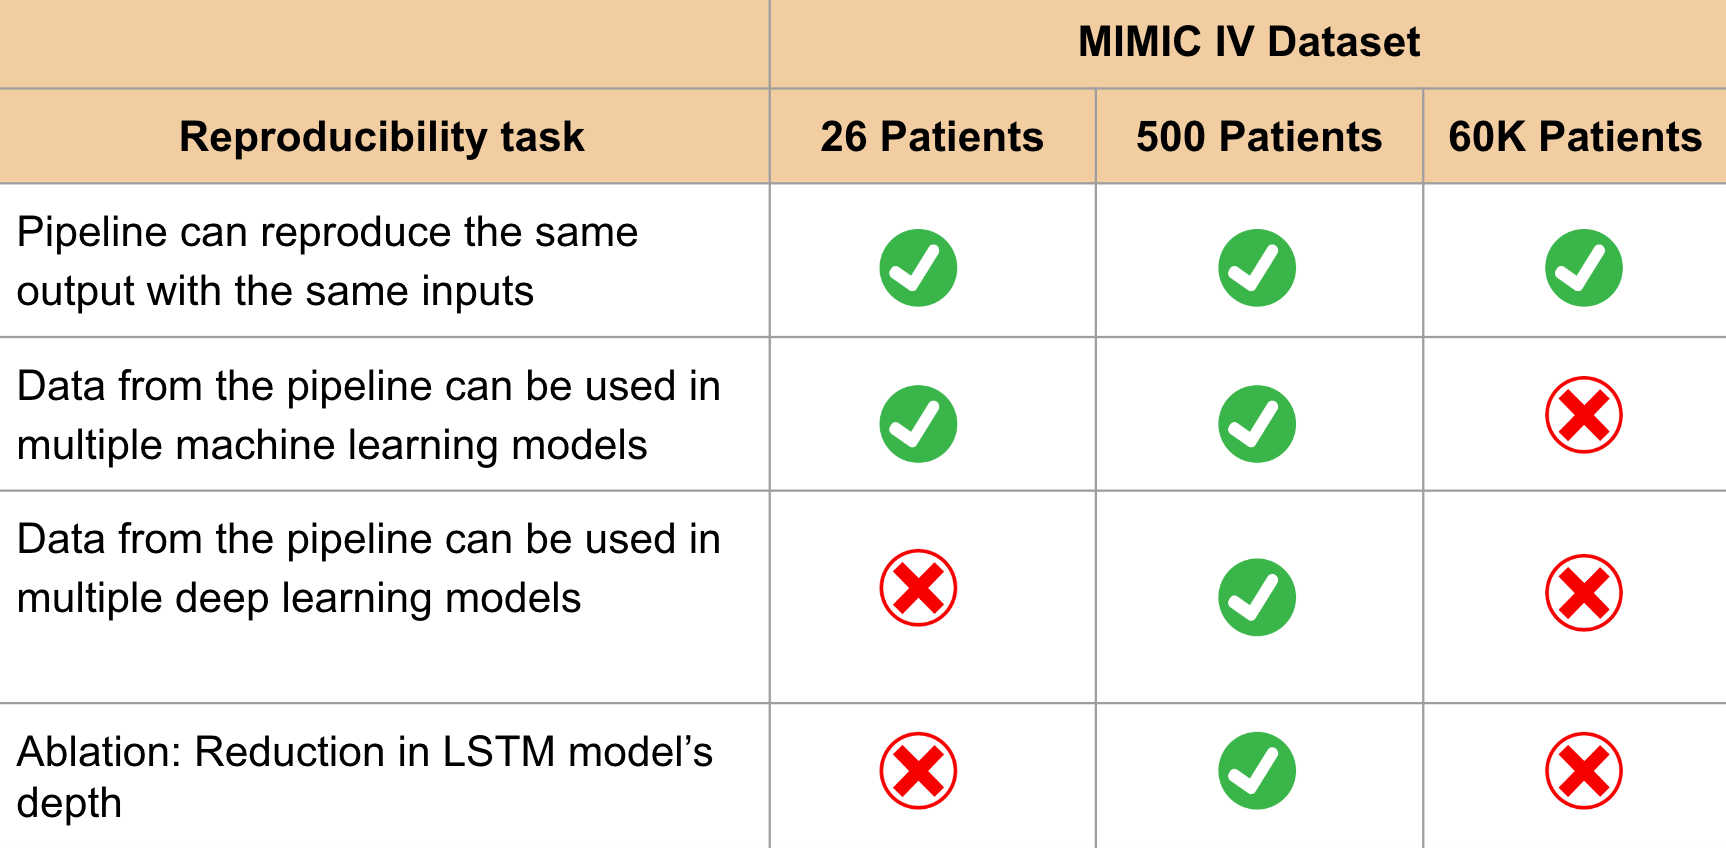 MIMIC IV Dataset
Reproducibility task
26 Patients
500 Patients
60K Patients
Pipeline can reproduce the same
output with the same inputs
Data from the pipeline can be used in
multiple machine learning models
Data from the pipeline can be used in
multiple deep learning models
Ablation: Reduction in LSTM model’s
depth